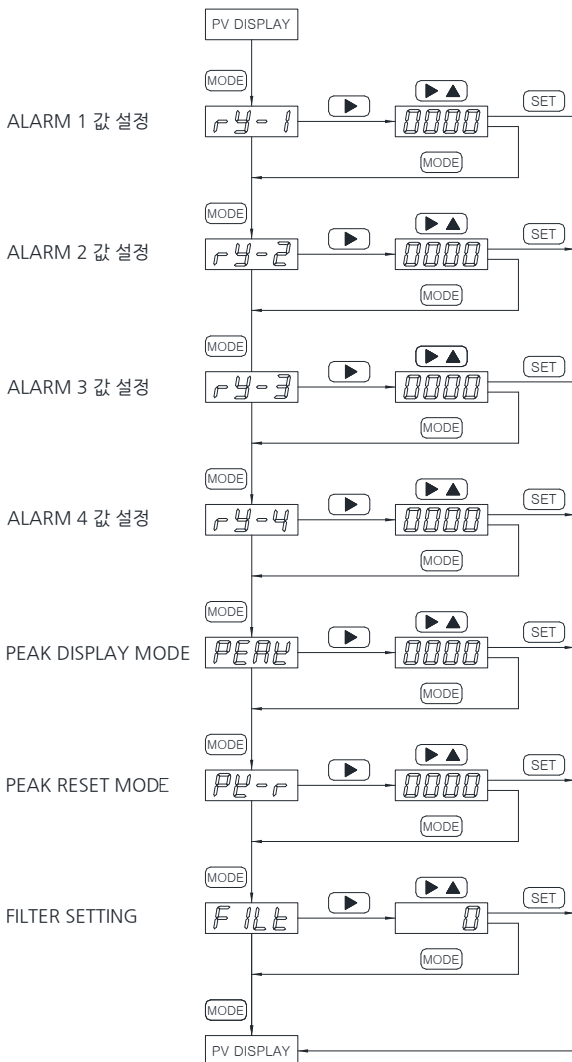 PV DISPLAY
MODE
ALARM 1 값 설정
rY-1
0000
SET
MODE
MODE
ALARM 2 값 설정
rY-2
0000
SET
MODE
MODE
ALARM 3 값 설정
rY-3
0000
SET
MODE
MODE
ALARM 4 값 설정
rY-4
0000
SET
MODE
MODE
PEAK DISPLAY MODE
PEAK
0000
SET
MODE
MODE
PEAK RESET MODE
PK-r
0000
SET
MODE
MODE
FILTER SETTING
FILt
0
SET
MODE
MODE
PV DISPLAY